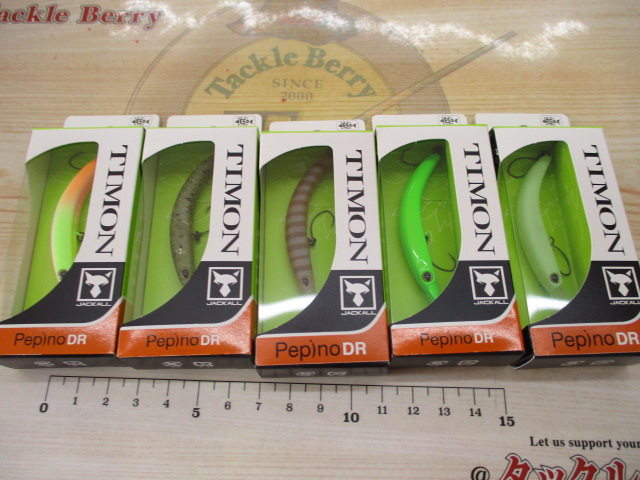 Tackle Berry
Tackle Berry
SINCE
2000
TIMON
JACKALL
Pepino DR
TIMON
JACKALL
Pepino DR
TIMON
JACKALL
Pepino DR
TIMON
JACKALL
Pepino DR
TIMON
JACKALL
Pepino DR
0 1 2 3 4 5 6 7 8 9 10 11 12 13 14 15
Let us support your
@タックル